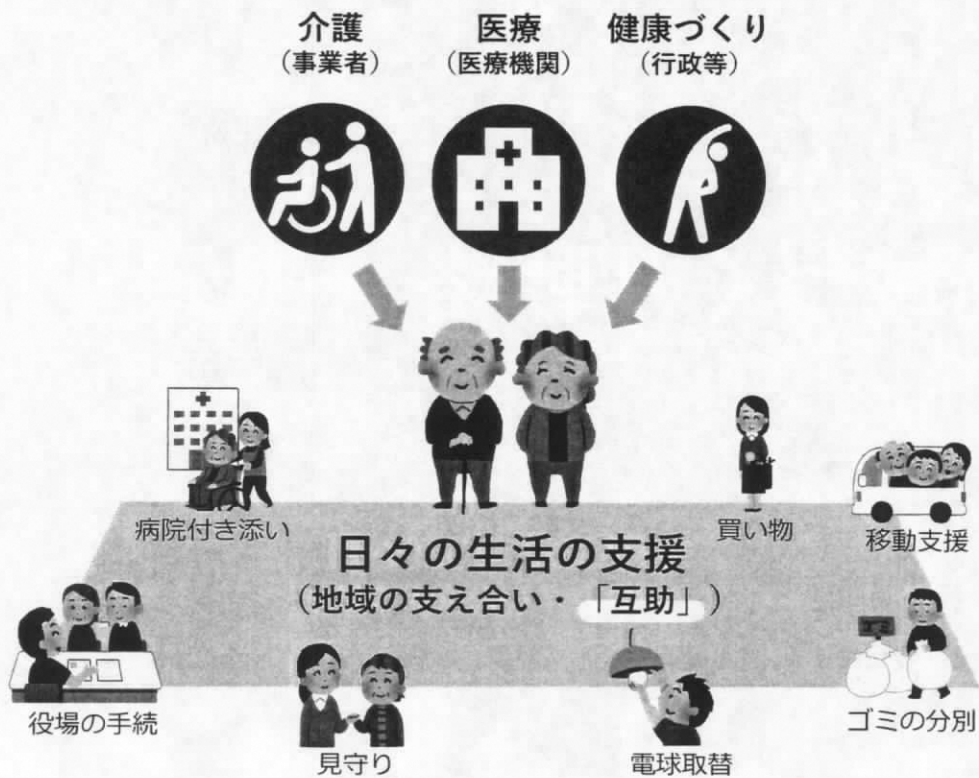 介護
(事業者)
医療
(医療機関)
健康づくり
(行政等)
病院付き添い
買い物
移動支援
日々の生活の支援
(地域の支え合い・「互助」)
役場の手続
見守り
電球取替
ゴミの分別